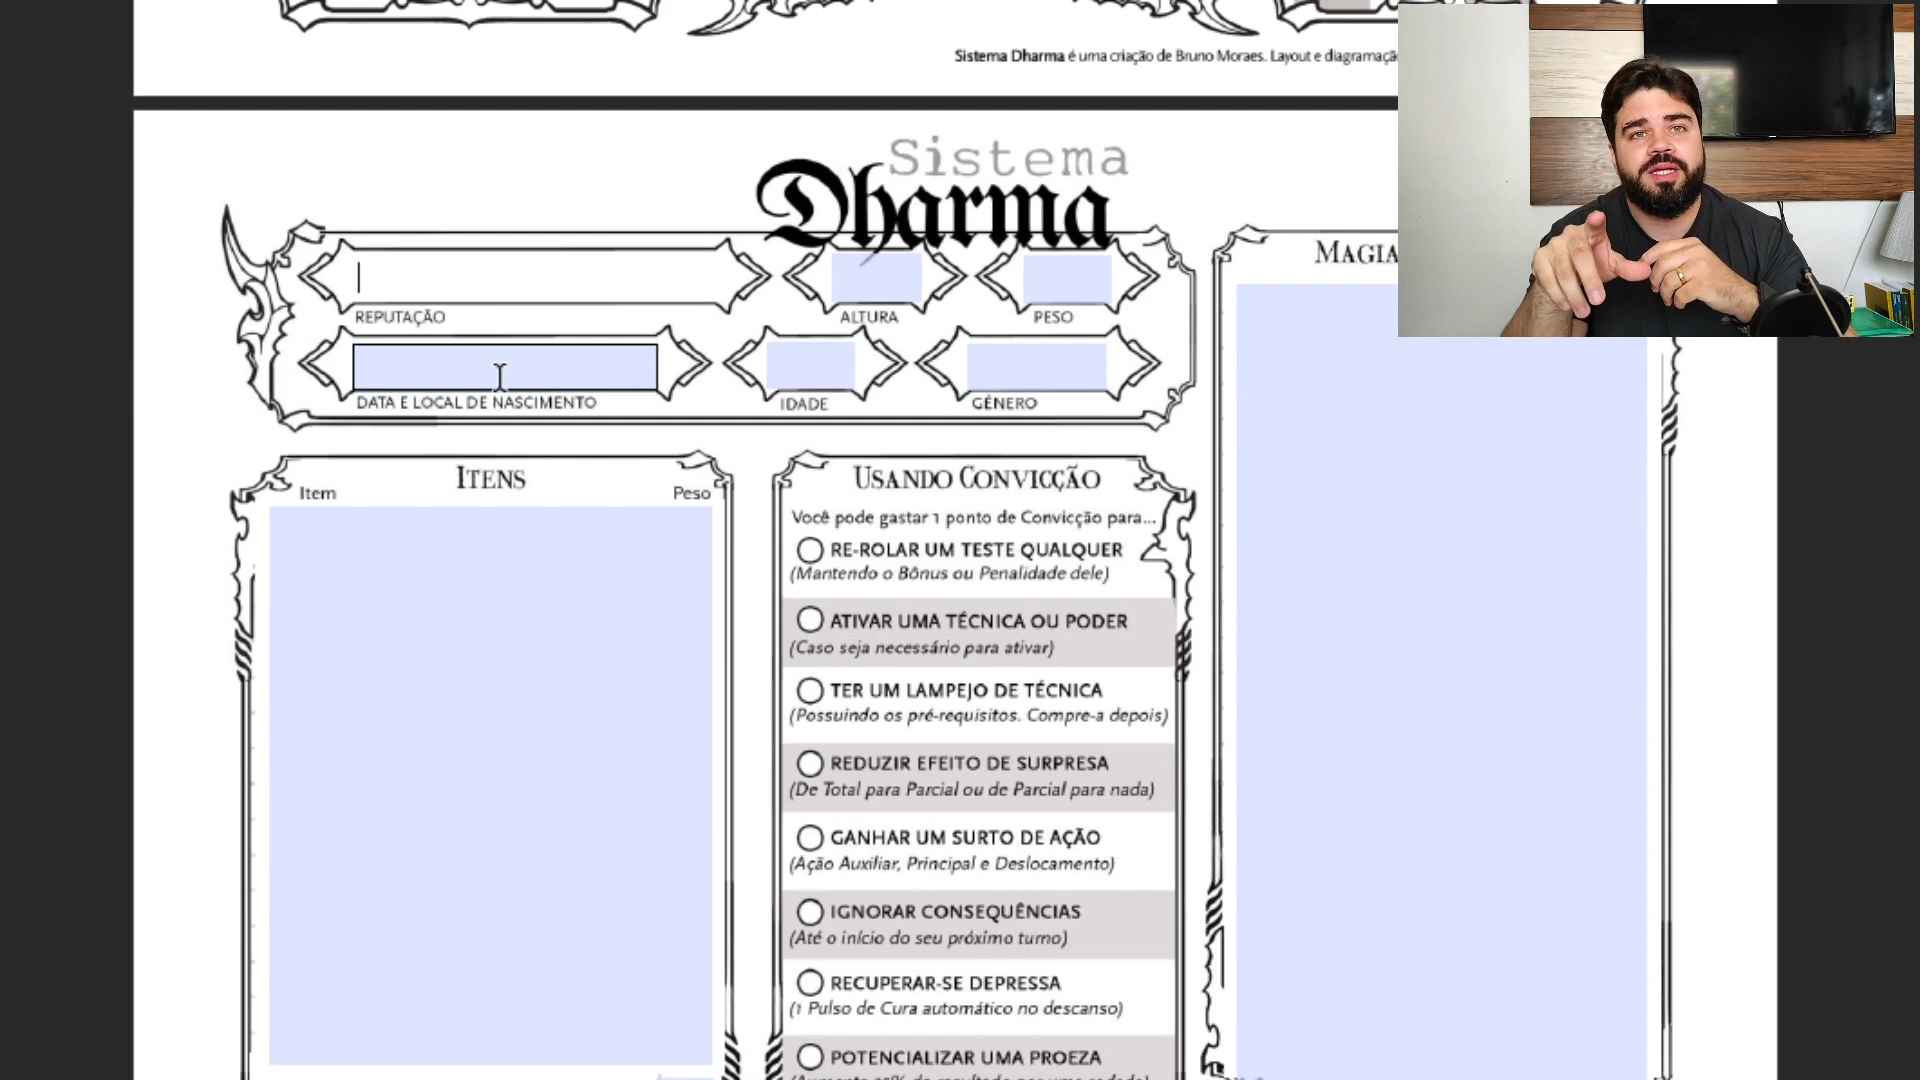 Sistema Dharma é uma criação de Bruno Moraes. Layout e diagramação
Sistema
Dharma
REPUTAÇÃO
ALTURA
PESO
DATA E LOCAL DE NASCIMENTO
IDADE
GÊNERO
ITENS
Item
Peso
USANDO CONVICÇÃO
Você pode gastar 1 ponto de Convicção para...
RE-ROLAR UM TESTE QUALQUER
(Mantendo o Bônus ou Penalidade dele)
ATIVAR UMA TÉCNICA OU PODER
(Caso seja necessário para ativar)
TER UM LAMPEJO DE TÉCNICA
(Possuindo os pré-requisitos. Compre-a depois)
REDUZIR EFEITO DE SURPRESA
(De Total para Parcial ou de Parcial para nada)
GANHAR UM SURTO DE AÇÃO
(Ação Auxiliar, Principal e Deslocamento)
IGNORAR CONSEQUÊNCIAS
(Até o início do seu próximo turno)
RECUPERAR-SE DEPRESSA
(1 Pulso de Cura automático no descanso)
POTENCIALIZAR UMA PROEZA
MAGIA